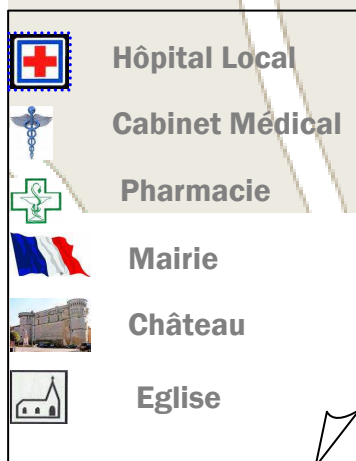 Hôpital Local
Cabinet Médical
Pharmacie
Mairie
Château
Eglise